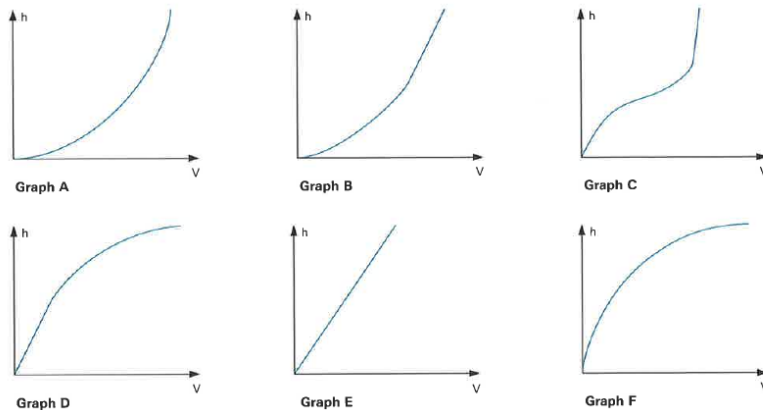 h h h
V V V
Graph A Graph B Graph C
h h h
V V V
Graph D Graph E Graph F